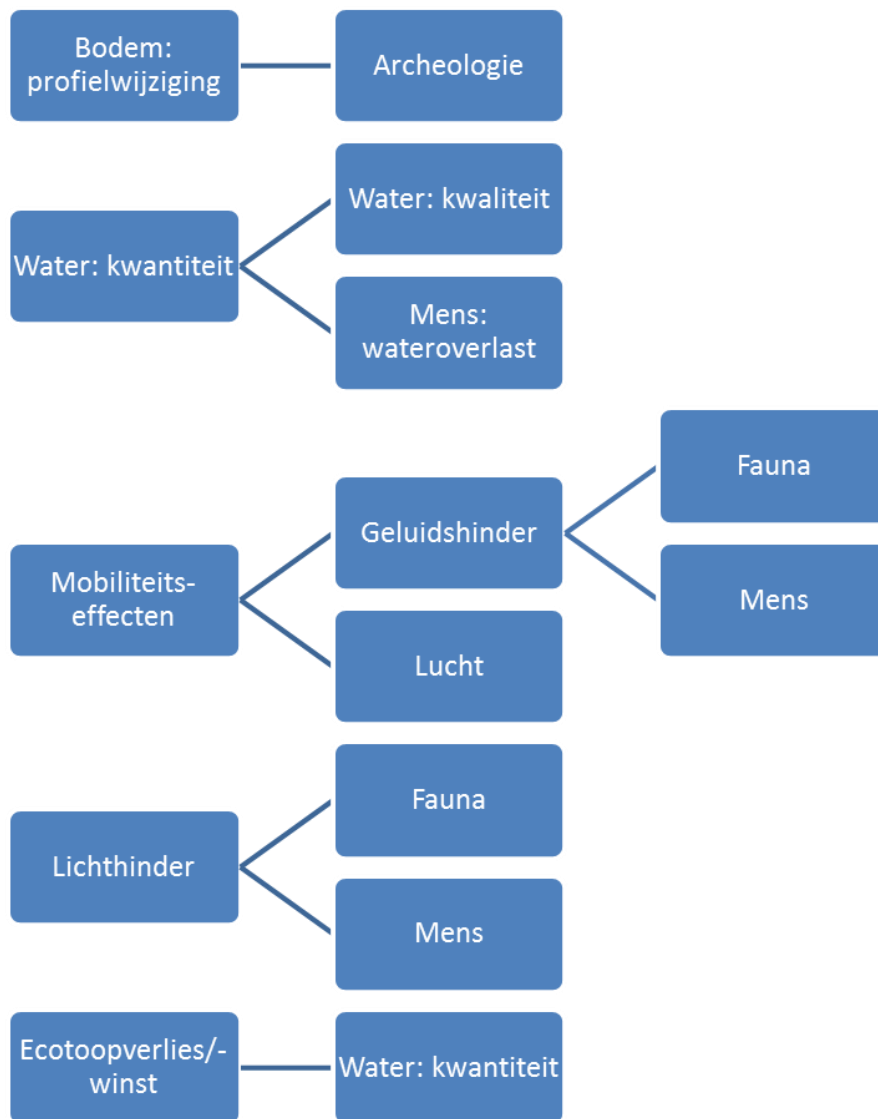 Bodem:
profielwijziging
Archeologie
Water: kwantiteit
Water: kwaliteit
Mens:
wateroverlast
Mobiliteits-
effecten
Geluidshinder
Fauna
Mens
Lucht
Lichthinder
Fauna
Mens
Ecotoopverlies/-
winst
Water: kwantiteit